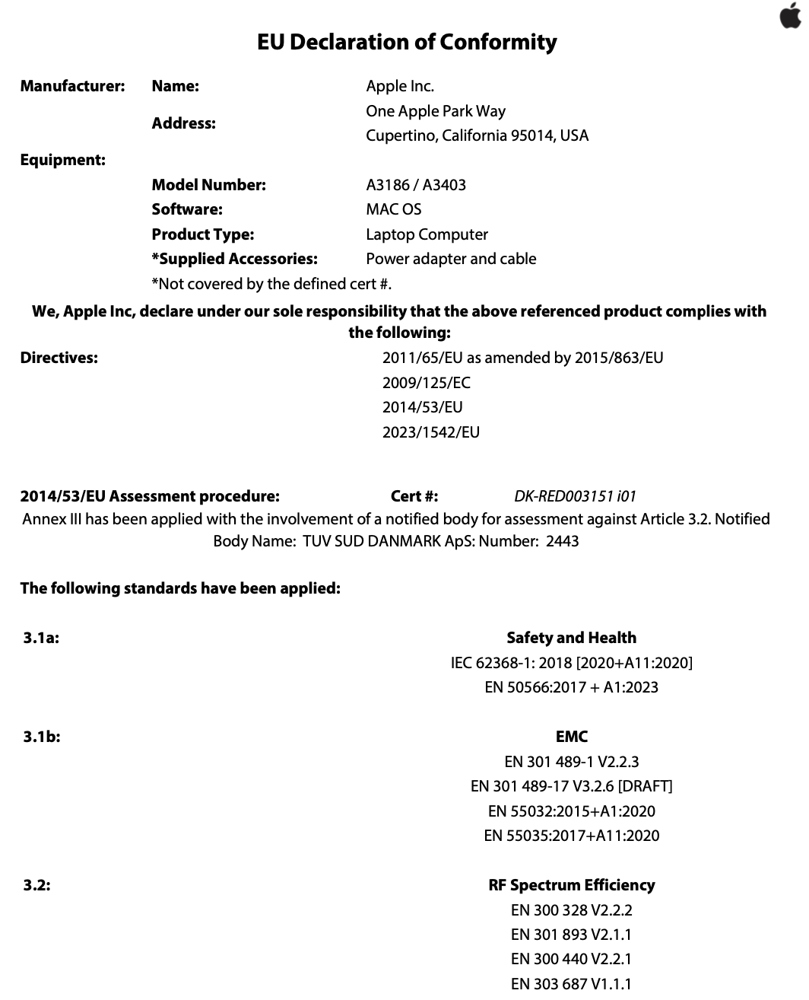 EU Declaration of Conformity
Manufacturer: Name: Apple Inc.
Address: One Apple Park Way
Cupertino, California 95014, USA
Equipment:
Model Number: A3186 / A3403
Software: MAC OS
Product Type: Laptop Computer
*Supplied Accessories: Power adapter and cable
*Not covered by the defined cert #.
We, Apple Inc, declare under our sole responsibility that the above referenced product complies with
the following:
Directives: 2011/65/EU as amended by 2015/863/EU
2009/125/EC
2014/53/EU
2023/1542/EU
2014/53/EU Assessment procedure: Cert #: DK-RED003151 i01
Annex III has been applied with the involvement of a notified body for assessment against Article 3.2. Notified
Body Name: TUV SUD DANMARK ApS: Number: 2443
The following standards have been applied:
3.1a: Safety and Health
IEC 62368-1: 2018 [2020+A11:2020]
EN 50566:2017 + A1:2023
3.1b: EMC
EN 301 489-1 V2.2.3
EN 301 489-17 V3.2.6 [DRAFT]
EN 55032:2015+A1:2020
EN 55035:2017+A11:2020
3.2: RF Spectrum Efficiency
EN 300 328 V2.2.2
EN 301 893 V2.1.1
EN 300 440 V2.2.1
EN 303 687 V1.1.1